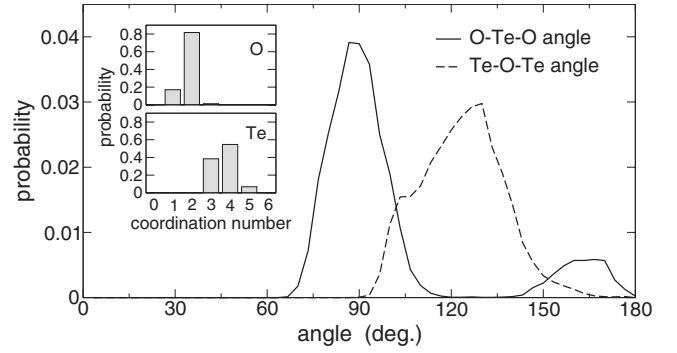 0.04
0.03
0.02
0.01
0
probability
0 30 60 90 120 150 180
angle (deg.)
O-Te-O angle
Te-O-Te angle
0.8
0.6
0.4
0.2
0
O
probability
0.8
0.6
0.4
0.2
0
Te
0 1 2 3 4 5 6
coordination number